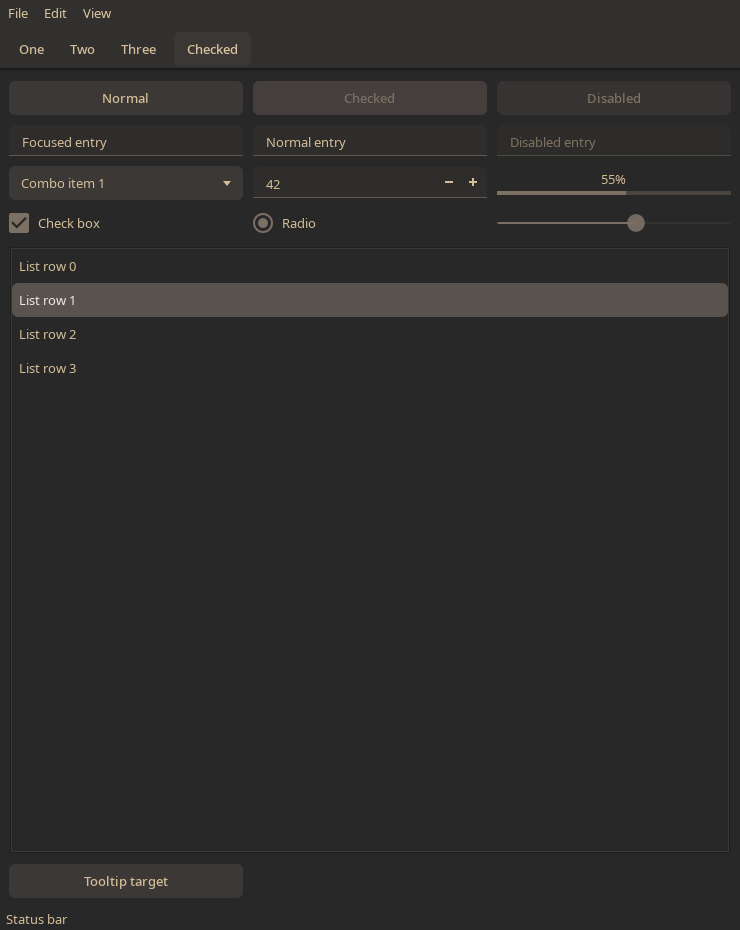 File Edit View
One Two Three Checked
Normal Checked Disabled
Focused entry Normal entry Disabled entry
Combo item 1 42 55%
Check box Radio
List row 0
List row 1
List row 2
List row 3
Tooltip target
Status bar